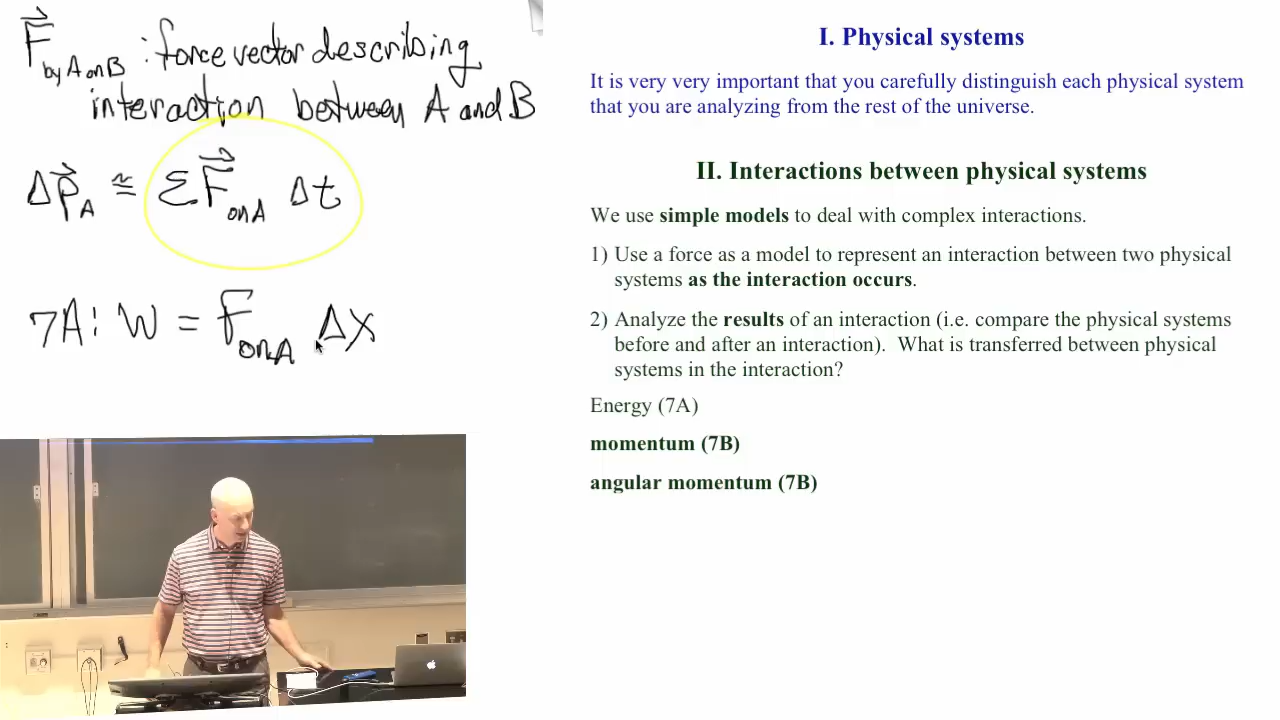 F⃗ by A on B : force vector describing
interaction between A and B
Δp⃗_A ≅ ΣF⃗_on A Δt
7A: W = F_on A Δx
I. Physical systems
It is very very important that you carefully distinguish each physical system
that you are analyzing from the rest of the universe.
II. Interactions between physical systems
We use simple models to deal with complex interactions.
1) Use a force as a model to represent an interaction between two physical
systems as the interaction occurs.
2) Analyze the results of an interaction (i.e. compare the physical systems
before and after an interaction). What is transferred between physical
systems in the interaction?
Energy (7A)
momentum (7B)
angular momentum (7B)